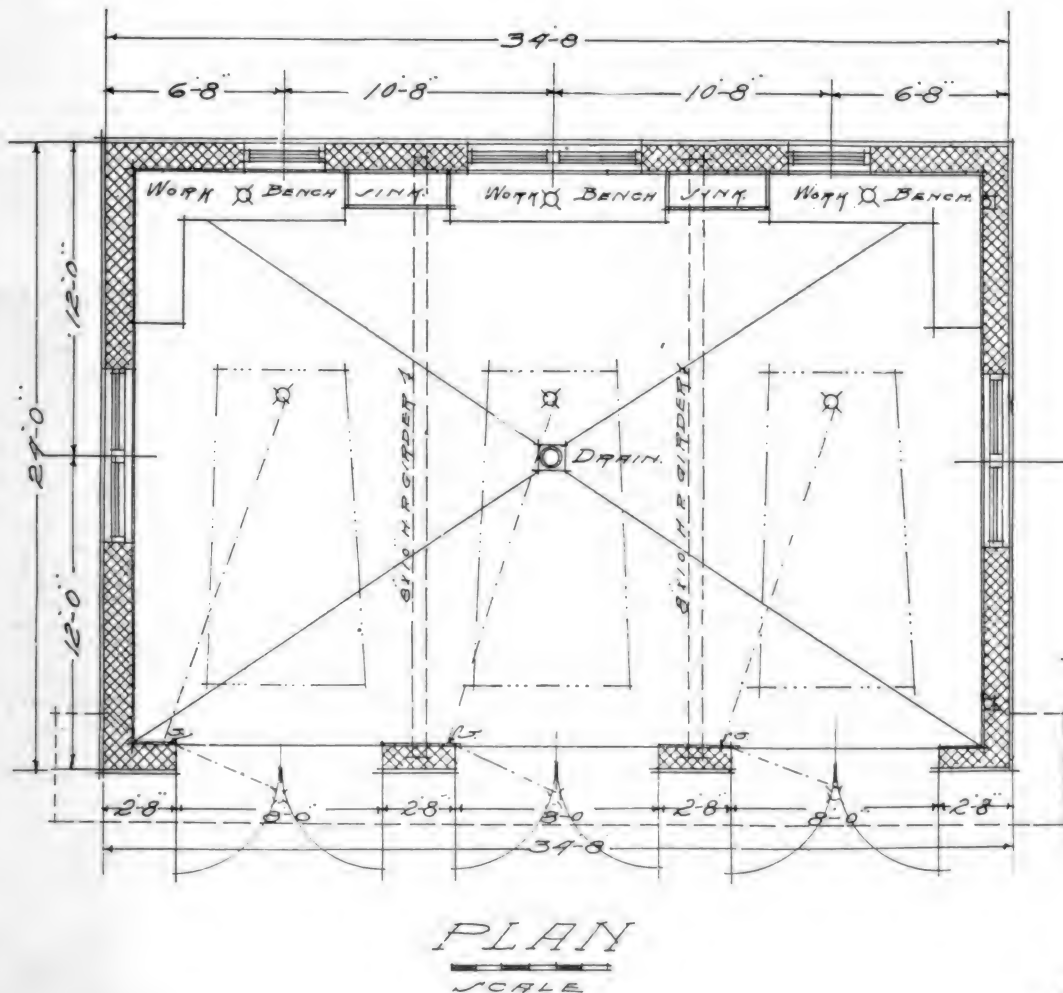 34'-8
6'-8" 10'-8" 10'-8" 6'-8"
WORK BENCH SINK. WORK BENCH SINK. WORK BENCH.
12'-0"
24'-0"
8 X 10 H.P. GIRDER
8 X 10 H.P. GIRDER
DRAIN.
12'-0"
S S S
2'-8" 8'-0" 2'-8" 8'-0 2'-8" 8'-0 2'-8"
34'-8
PLAN
SCALE